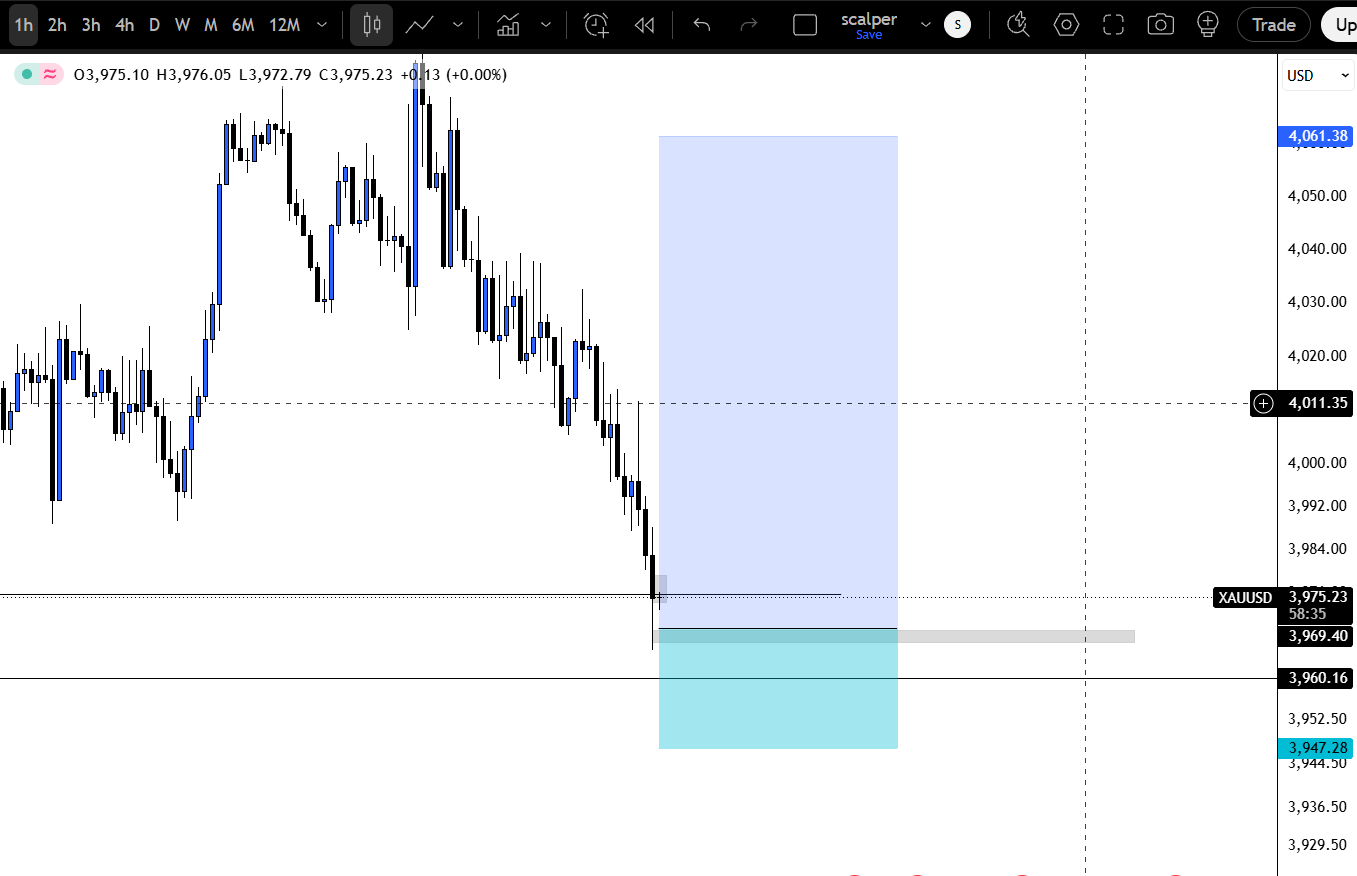 1h 2h 3h 4h D W M 6M 12M
scalper
Save
S
Trade
Up
O3,975.10 H3,976.05 L3,972.79 C3,975.23 +0.13 (+0.00%)
USD
4,061.38
4,050.00
4,040.00
4,030.00
4,020.00
4,011.35
4,000.00
3,992.00
3,984.00
XAUUSD 3,975.23
58:35
3,969.40
3,960.16
3,952.50
3,947.28
3,944.50
3,936.50
3,929.50